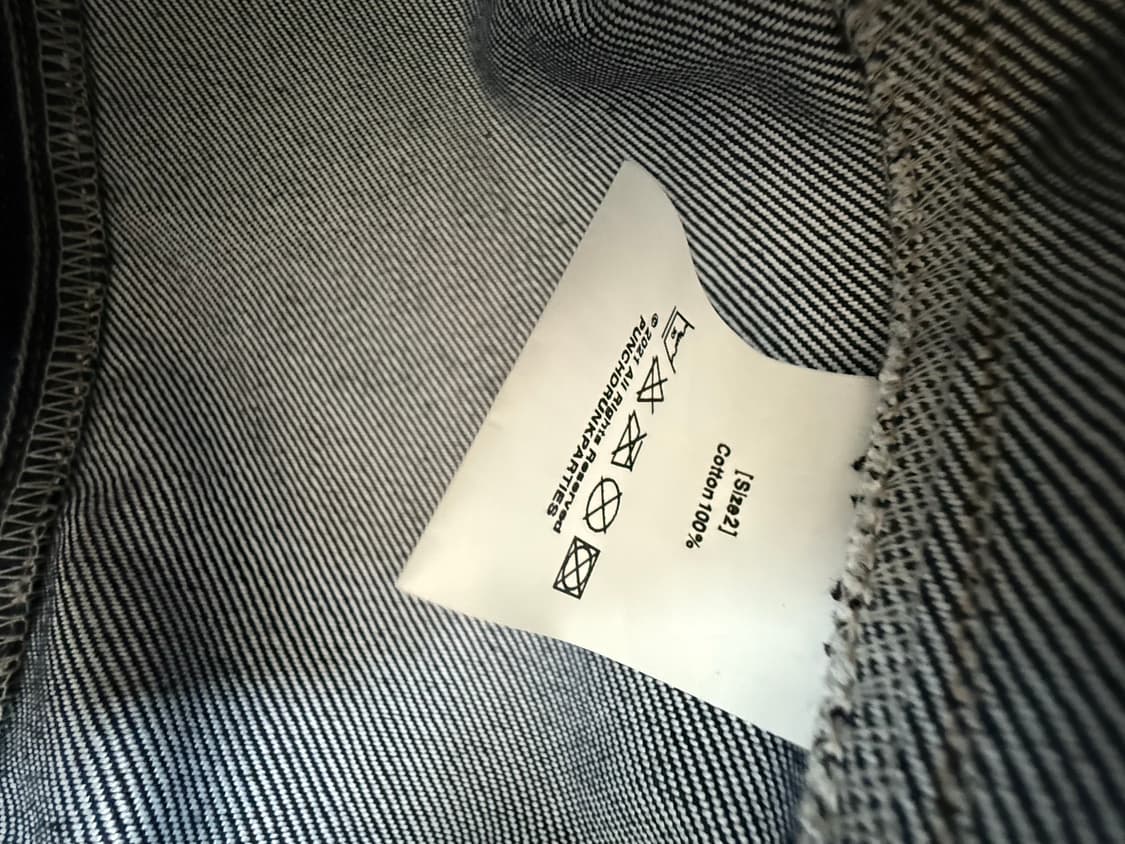 [Size2]
Cotton 100%
© 2021 All Rights Reserved
PUNCHDRUNKPARTIES